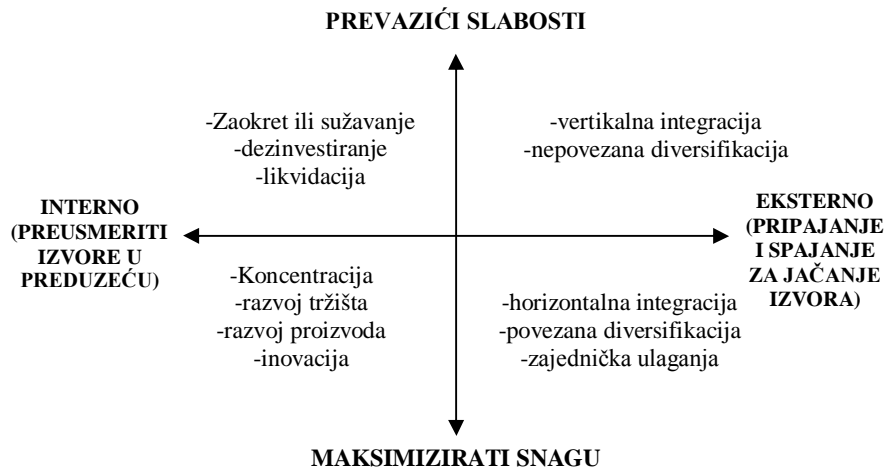 PREVAZIĆI SLABOSTI
-Zaokret ili sužavanje
-dezinvestiranje
-likvidacija
-vertikalna integracija
-nepovezana diversifikacija
INTERNO
(PREUSMERITI
IZVORE U
PREDUZEĆU)
EKSTERNO
(PRIPAJANJE
I SPAJANJE
ZA JAČANJE
IZVORA)
-Koncentracija
-razvoj tržišta
-razvoj proizvoda
-inovacija
-horizontalna integracija
-povezana diversifikacija
-zajednička ulaganja
MAKSIMIZIRATI SNAGU